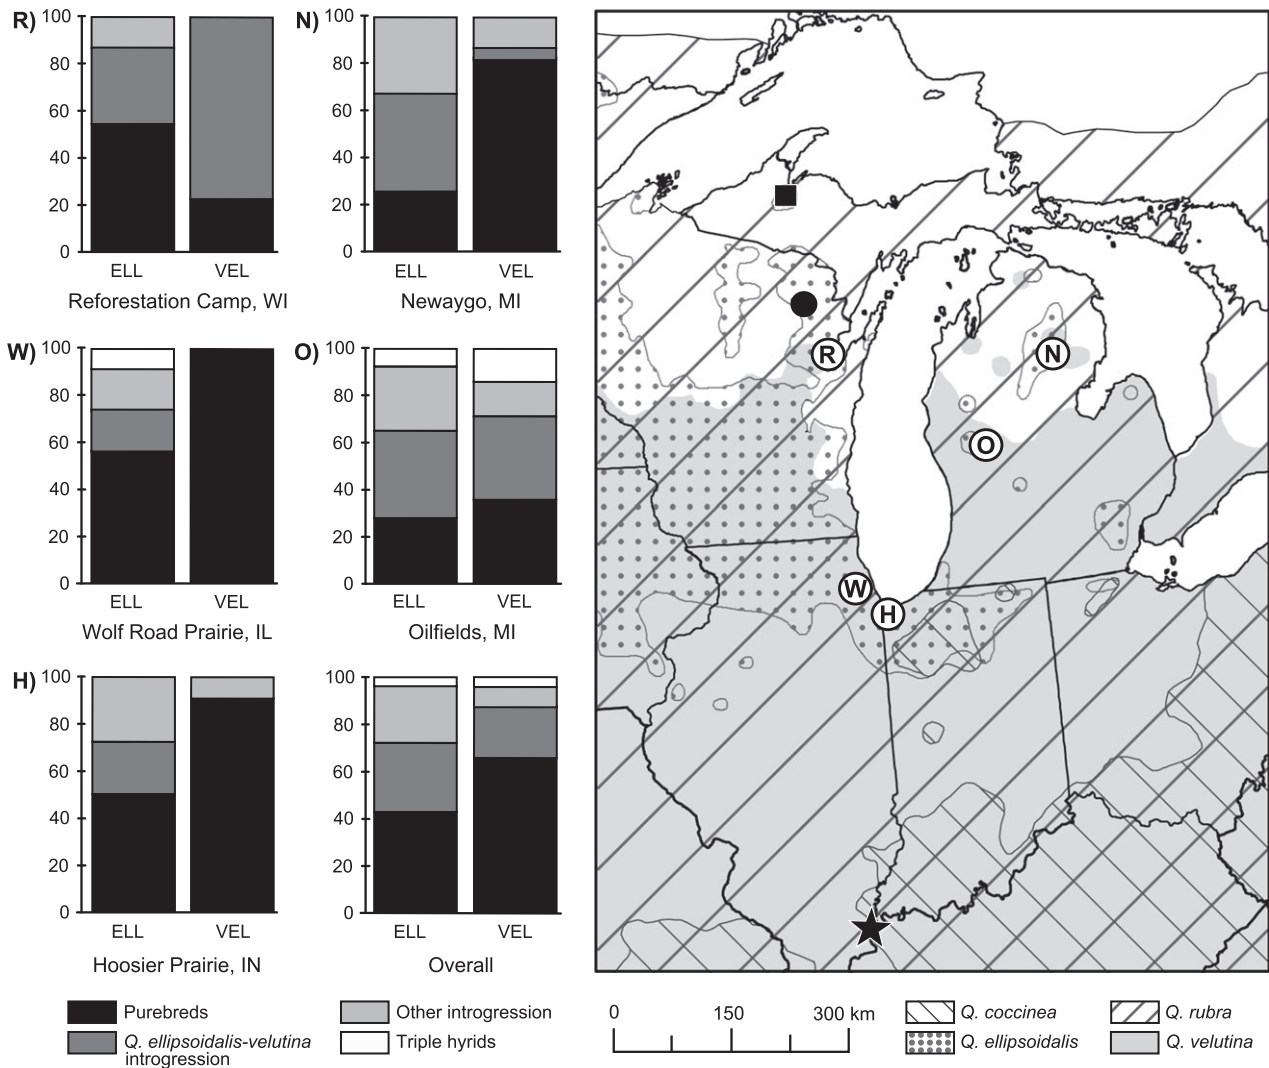 R)
100
80
60
40
20
0
ELL
VEL
Reforestation Camp, WI
N)
100
80
60
40
20
0
ELL
VEL
Newaygo, MI
W)
100
80
60
40
20
0
ELL
VEL
Wolf Road Prairie, IL
O)
100
80
60
40
20
0
ELL
VEL
Oilfields, MI
H)
100
80
60
40
20
0
ELL
VEL
Hoosier Prairie, IN
100
80
60
40
20
0
ELL
VEL
Overall
R
N
O
W
H
Purebreds
Q. ellipsoidalis-velutina
introgression
Other introgression
Triple hyrids
0
150
300 km
Q. coccinea
Q. ellipsoidalis
Q. rubra
Q. velutina